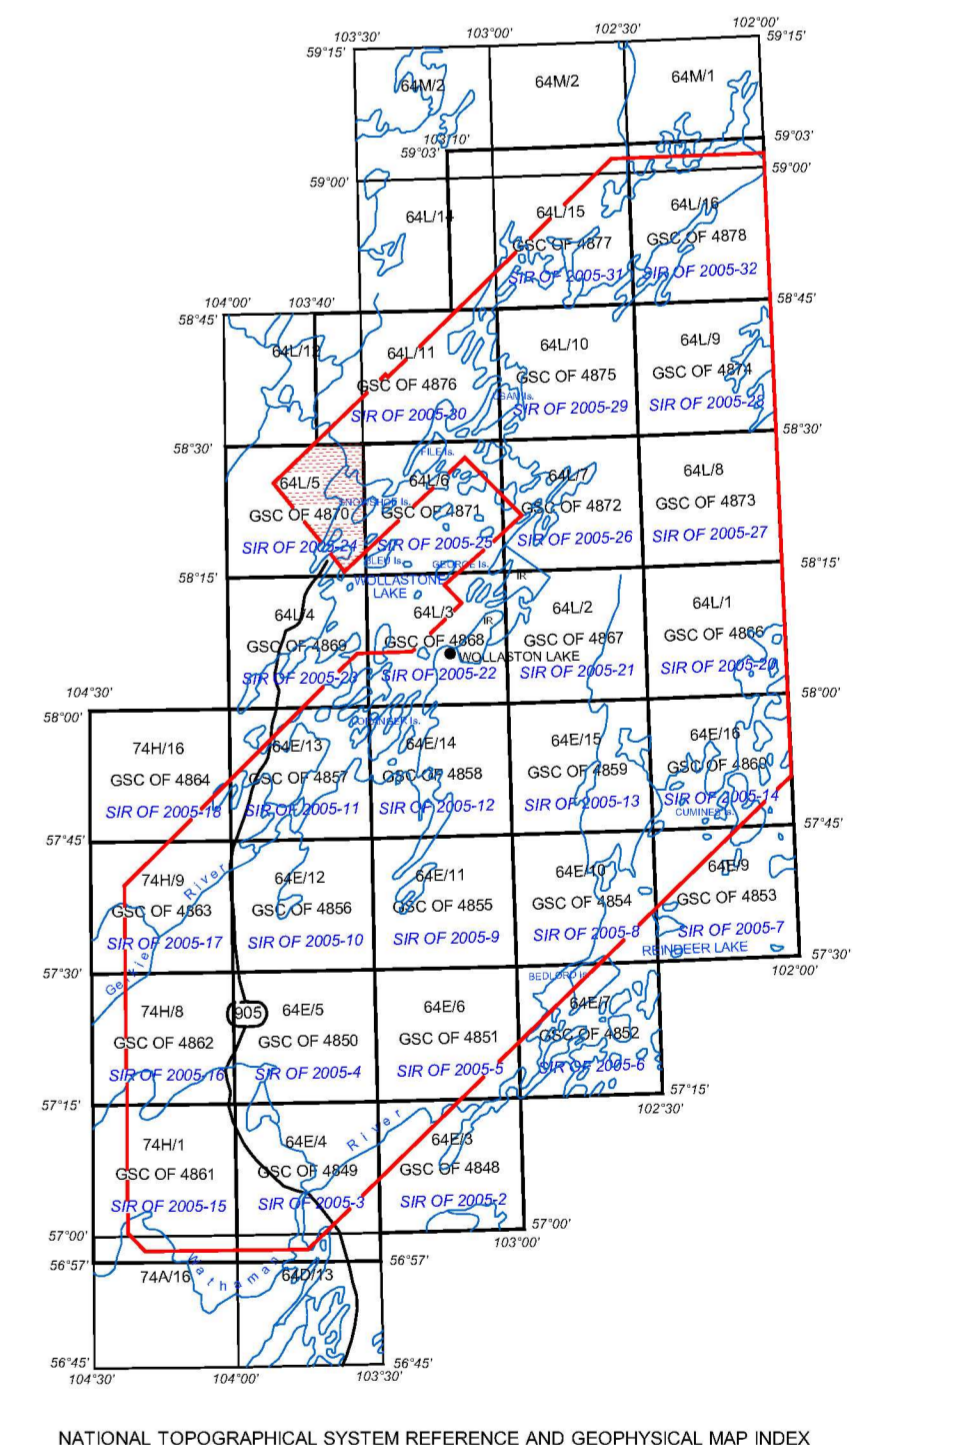 103°30' 103°00' 102°30' 102°00'
59°15' 59°15'
64M/2 64M/2 64M/1
103°10' 59°03'
59°03'
59°00' 59°00'
64L/14 64L/15 64L/16
GSC OF 4877 GSC OF 4878
SIR OF 2005-31 SIR OF 2005-32
104°00' 103°40' 58°45'
58°45'
64L/12 64L/11 64L/10 64L/9
GSC OF 4876 GSC OF 4875 GSC OF 4874
SIR OF 2005-30 SIR OF 2005-29 SIR OF 2005-28
58°30' 58°30'
FILE Is.
64L/5 64L/6 64L/7 64L/8
SNOWSHOE Is.
GSC OF 4870 GSC OF 4871 GSC OF 4872 GSC OF 4873
SIR OF 2005-24 SIR OF 2005-25 SIR OF 2005-26 SIR OF 2005-27
BLEU Is. GEORGE Is.
58°15' 58°15'
WOLLASTON IR
LAKE
64L/4 64L/3 64L/2 64L/1
IR
GSC OF 4869 GSC OF 4868 GSC OF 4867 GSC OF 4866
WOLLASTON LAKE
SIR OF 2005-23 SIR OF 2005-22 SIR OF 2005-21 SIR OF 2005-20
104°30' 58°00'
58°00'
74H/16 64E/13 64E/14 64E/15 64E/16
GSC OF 4864 GSC OF 4857 GSC OF 4858 GSC OF 4859 GSC OF 4860
SIR OF 2005-18 SIR OF 2005-11 SIR OF 2005-12 SIR OF 2005-13 SIR OF 2005-14
CUMINES Is.
57°45' 57°45'
River
74H/9 64E/12 64E/11 64E/10 64E/9
GSC OF 4863 GSC OF 4856 GSC OF 4855 GSC OF 4854 GSC OF 4853
SIR OF 2005-17 SIR OF 2005-10 SIR OF 2005-9 SIR OF 2005-8 SIR OF 2005-7
REINDEER LAKE
57°30' 57°30'
102°00'
BEDFORD Is.
74H/8 905 64E/5 64E/6 64E/7
GSC OF 4862 GSC OF 4850 GSC OF 4851 GSC OF 4852
SIR OF 2005-16 SIR OF 2005-4 SIR OF 2005-5 SIR OF 2005-6
57°15' 57°15'
102°30'
River
74H/1 64E/4 64E/3
GSC OF 4861 GSC OF 4849 GSC OF 4848
SIR OF 2005-15 SIR OF 2005-3 SIR OF 2005-2
57°00' 57°00'
103°00'
56°57' 56°57'
Wathaman
74A/16 64D/13
56°45' 56°45'
104°30' 104°00' 103°30'
NATIONAL TOPOGRAPHICAL SYSTEM REFERENCE AND GEOPHYSICAL MAP INDEX